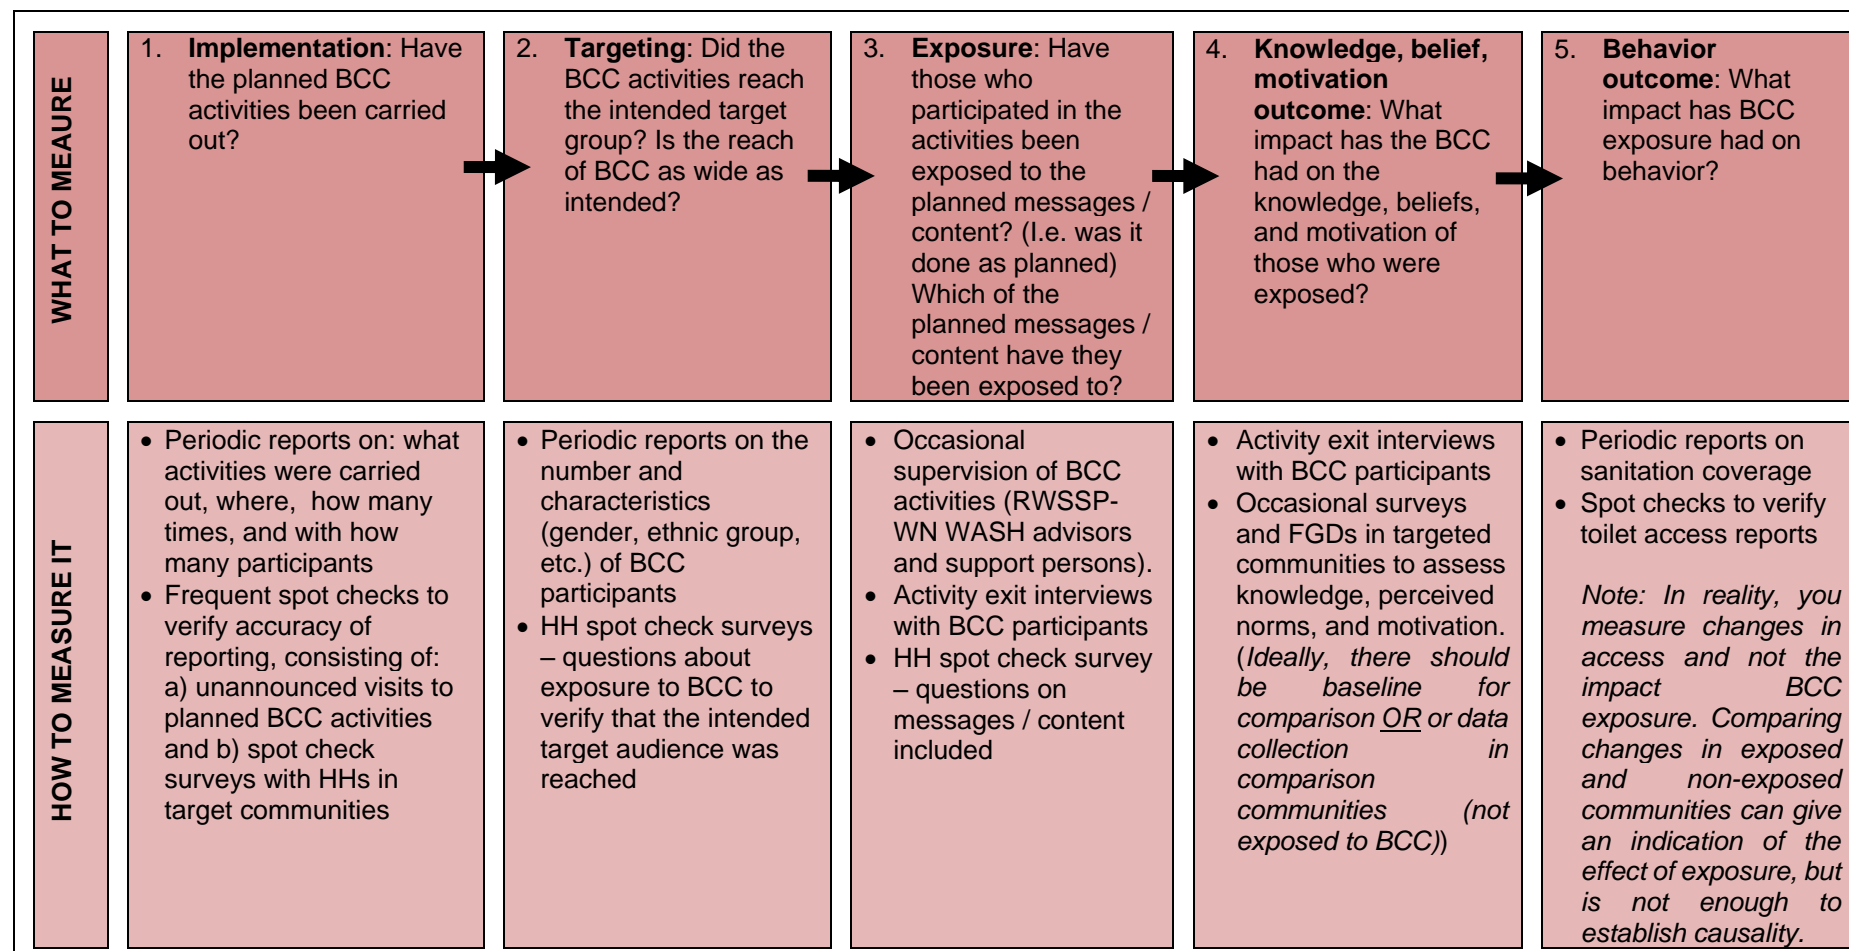 WHAT TO MEAURE
1. Implementation: Have
the planned BCC
activities been carried
out?
2. Targeting: Did the
BCC activities reach
the intended target
group? Is the reach
of BCC as wide as
intended?
3. Exposure: Have
those who
participated in the
activities been
exposed to the
planned messages /
content? (I.e. was it
done as planned)
Which of the
planned messages /
content have they
been exposed to?
4. Knowledge, belief,
motivation
outcome: What
impact has the BCC
had on the
knowledge, beliefs,
and motivation of
those who were
exposed?
5. Behavior
outcome: What
impact has BCC
exposure had on
behavior?
HOW TO MEASURE IT
• Periodic reports on: what
activities were carried
out, where, how many
times, and with how
many participants
• Frequent spot checks to
verify accuracy of
reporting, consisting of:
a) unannounced visits to
planned BCC activities
and b) spot check
surveys with HHs in
target communities
• Periodic reports on the
number and
characteristics
(gender, ethnic group,
etc.) of BCC
participants
• HH spot check surveys
– questions about
exposure to BCC to
verify that the intended
target audience was
reached
• Occasional
supervision of BCC
activities (RWSSP-
WN WASH advisors
and support persons).
• Activity exit interviews
with BCC participants
• HH spot check survey
– questions on
messages / content
included
• Activity exit interviews
with BCC participants
• Occasional surveys
and FGDs in targeted
communities to assess
knowledge, perceived
norms, and motivation.
(Ideally, there should
be baseline for
comparison OR or data
collection in
comparison
communities (not
exposed to BCC))
• Periodic reports on
sanitation coverage
• Spot checks to verify
toilet access reports
Note: In reality, you
measure changes in
access and not the
impact BCC
exposure. Comparing
changes in exposed
and non-exposed
communities can give
an indication of the
effect of exposure, but
is not enough to
establish causality.